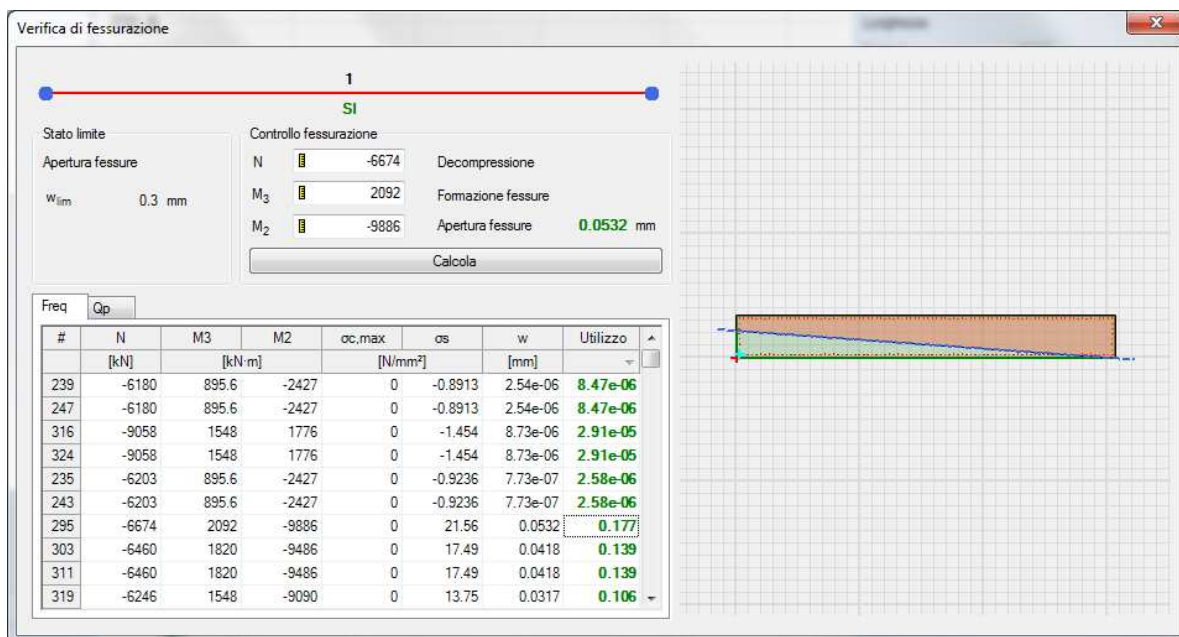 Verifica di fessurazione
1
SI
Stato limite
Apertura fessure
wlim 0.3 mm
Controllo fessurazione
N -6674 Decompressione
M3 2092 Formazione fessure
M2 -9886 Apertura fessure 0.0532 mm
Calcola
Freq Qp
# N M3 M2 σc,max σs w Utilizzo
[kN] [kN·m] [N/mm²] [mm]
239 -6180 895.6 -2427 0 -0.8913 2.54e-06 8.47e-06
247 -6180 895.6 -2427 0 -0.8913 2.54e-06 8.47e-06
316 -9058 1548 1776 0 -1.454 8.73e-06 2.91e-05
324 -9058 1548 1776 0 -1.454 8.73e-06 2.91e-05
235 -6203 895.6 -2427 0 -0.9236 7.73e-07 2.58e-06
243 -6203 895.6 -2427 0 -0.9236 7.73e-07 2.58e-06
295 -6674 2092 -9886 0 21.56 0.0532 0.177
303 -6460 1820 -9486 0 17.49 0.0418 0.139
311 -6460 1820 -9486 0 17.49 0.0418 0.139
319 -6246 1548 -9090 0 13.75 0.0317 0.106